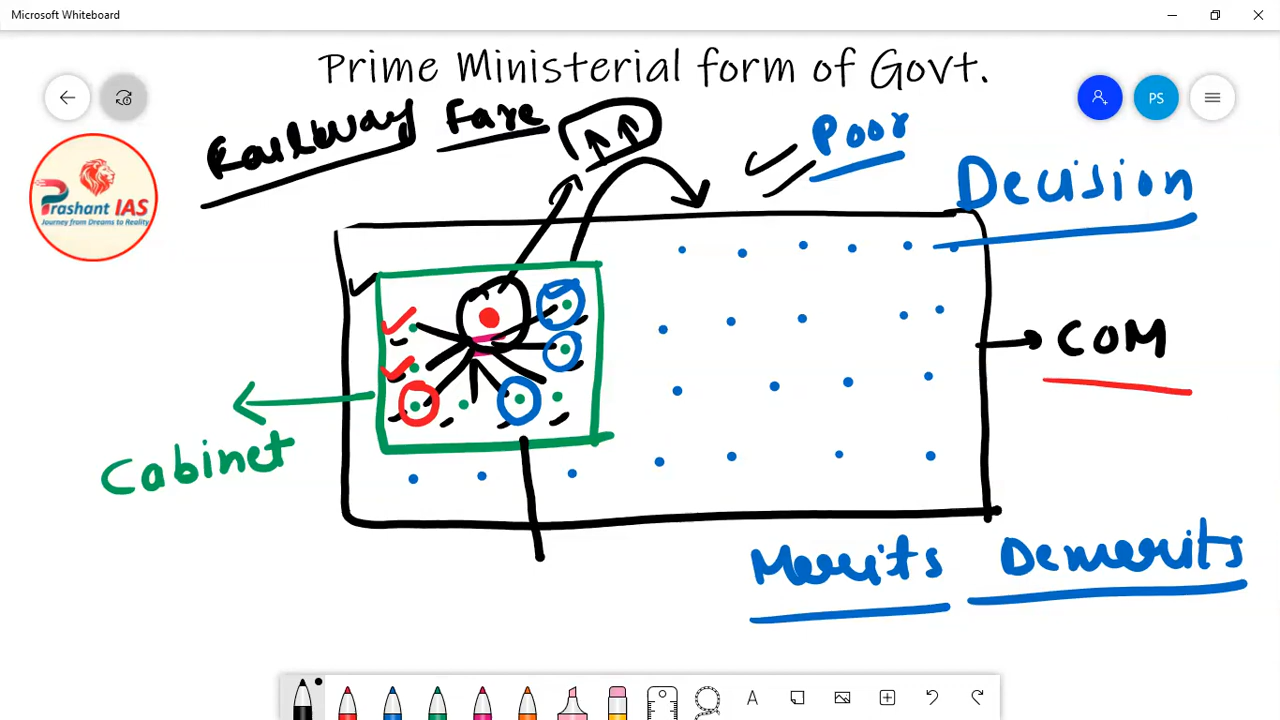 Microsoft Whiteboard
Prime Ministerial form of Govt.
Railway Fare
Poor
PS
Decision
Prashant IAS
Journey from Dreams to Reality
COM
Cabinet
Merits Demerits
A